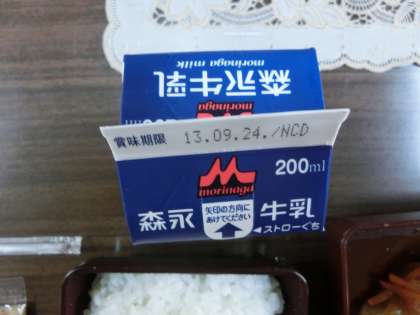 森永牛乳
morinaga milk
morinaga
200ml
賞味期限 13.09.24./NCD
200ml
morinaga
森永 牛乳
矢印の方向に
あけてください
◀ストローぐち